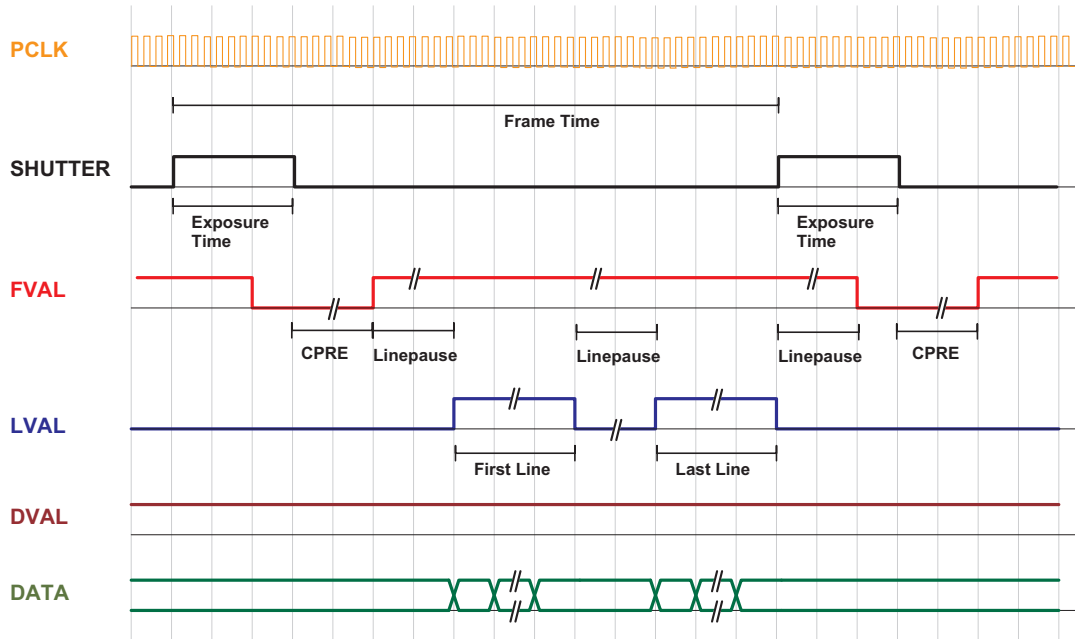 PCLK
Frame Time
SHUTTER
Exposure
Time
Exposure
Time
FVAL
CPRE
Linepause
Linepause
Linepause
CPRE
LVAL
First Line
Last Line
DVAL
DATA